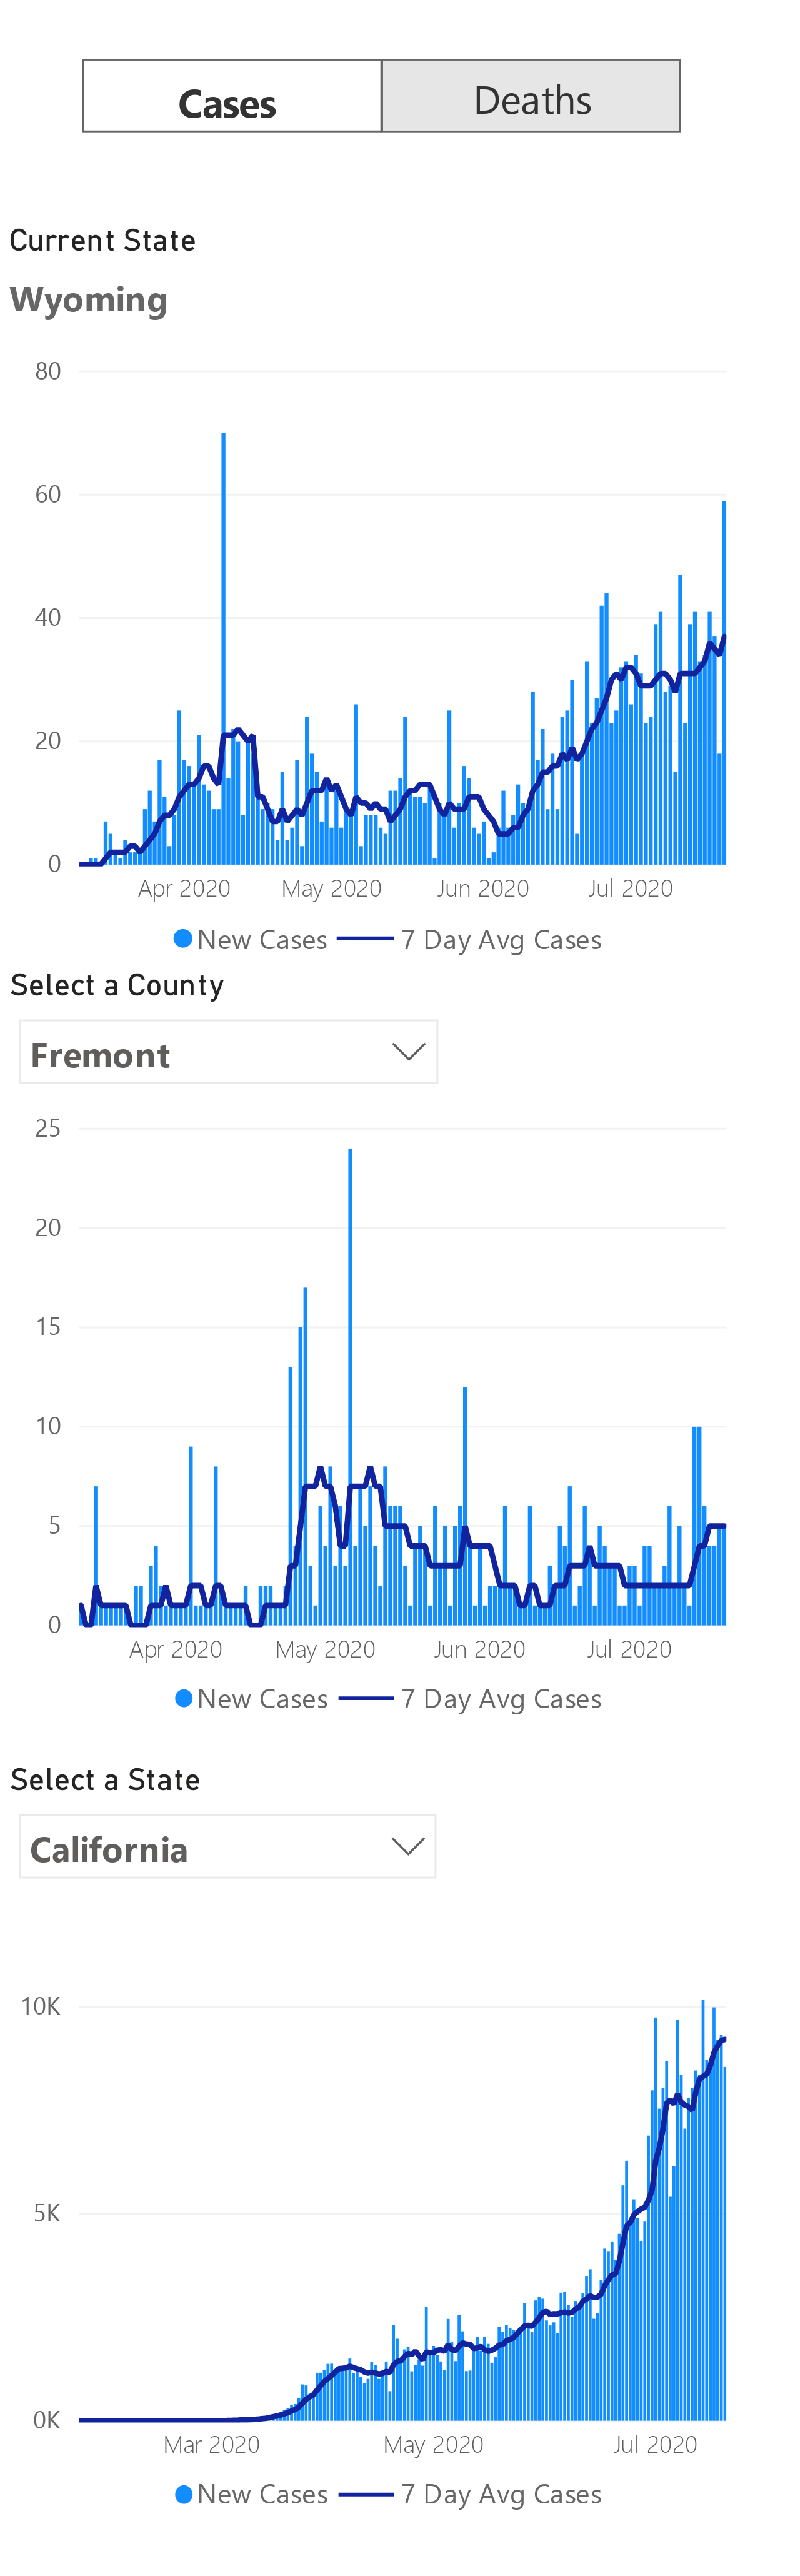 Cases Deaths
Current State
Wyoming
80
60
40
20
0
Apr 2020 May 2020 Jun 2020 Jul 2020
New Cases 7 Day Avg Cases
Select a County
Fremont
25
20
15
10
5
0
Apr 2020 May 2020 Jun 2020 Jul 2020
New Cases 7 Day Avg Cases
Select a State
California
10K
5K
0K
Mar 2020 May 2020 Jul 2020
New Cases 7 Day Avg Cases